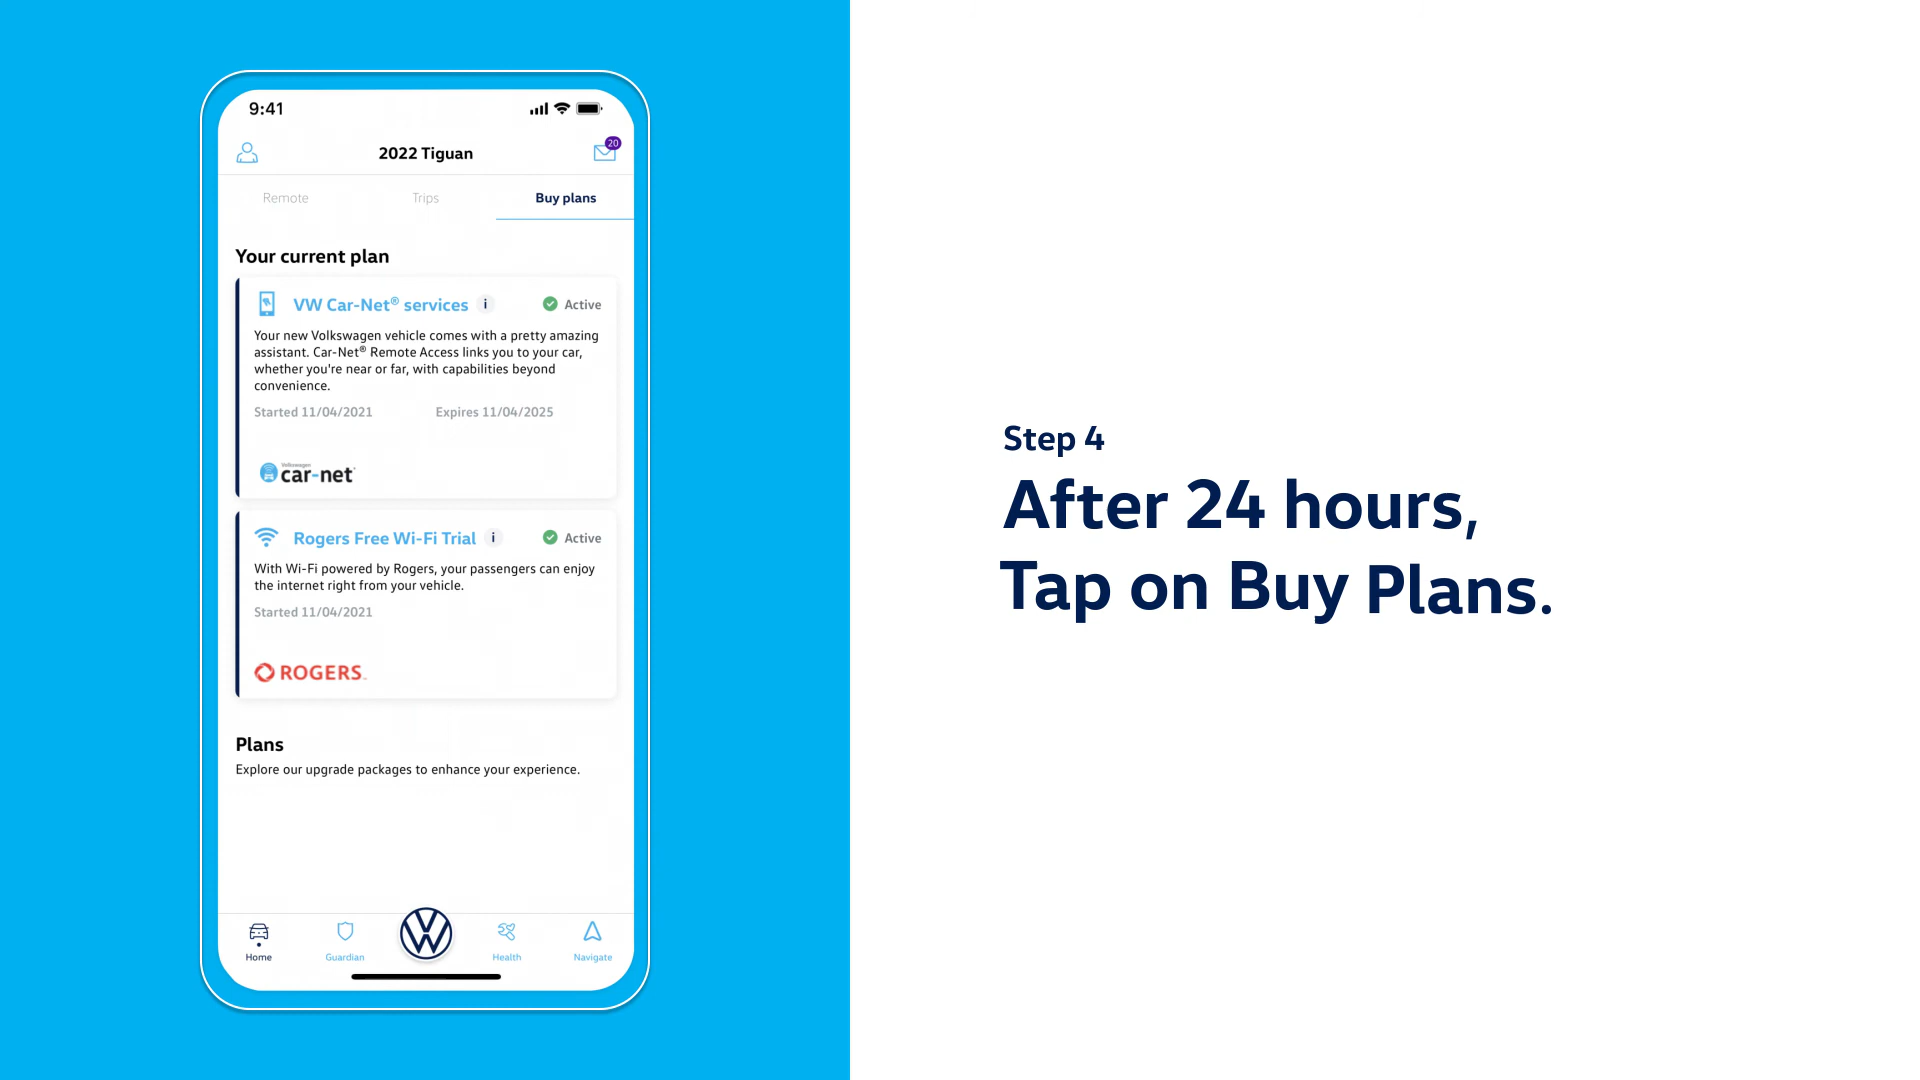 9:41
2022 Tiguan
20
Remote
Trips
Buy plans
Your current plan
VW Car-Net® services
i
Active
Your new Volkswagen vehicle comes with a pretty amazing
assistant. Car-Net® Remote Access links you to your car,
whether you're near or far, with capabilities beyond
convenience.
Started 11/04/2021
Expires 11/04/2025
Volkswagen
car-net
Rogers Free Wi-Fi Trial
i
Active
With Wi-Fi powered by Rogers, your passengers can enjoy
the internet right from your vehicle.
Started 11/04/2021
ROGERS
Plans
Explore our upgrade packages to enhance your experience.
Home
Guardian
Health
Navigate
Step 4
After 24 hours,
Tap on Buy Plans.